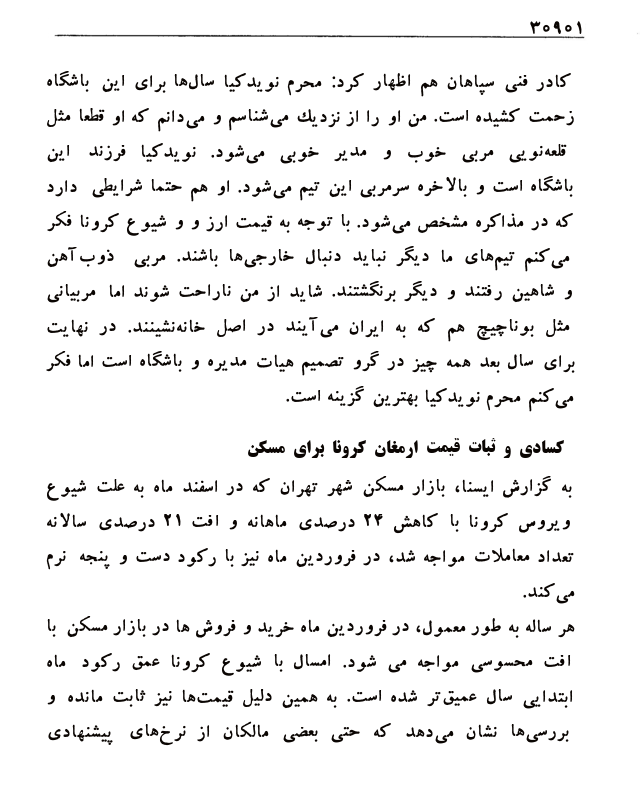 ۳۰۹۰۱
کادر فنی سپاهان هم اظهار کرد: محرم نویدکیا سال‌ها برای این باشگاه
زحمت کشیده است. من او را از نزدیك می‌شناسم و می‌دانم که او قطعا مثل
قلعه‌نویی مربی خوب و مدیر خوبی می‌شود. نویدکیا فرزند این
باشگاه است و بالاخره سرمربی این تیم می‌شود. او هم حتما شرایطی دارد
که در مذاکره مشخص می‌شود. با توجه به قیمت ارز و و شیوع کرونا فکر
می‌کنم تیم‌های ما دیگر نباید دنبال خارجی‌ها باشند. مربی ذوب‌آهن
و شاهین رفتند و دیگر برنگشتند. شاید از من ناراحت شوند اما مربیانی
مثل بوناچیچ هم که به ایران می‌آیند در اصل خانه‌نشینند. در نهایت
برای سال بعد همه چیز در گرو تصمیم هیات مدیره و باشگاه است اما فکر
می‌کنم محرم نویدکیا بهترین گزینه است.
کسادی و ثبات قیمت ارمغان کرونا برای مسکن
به گزارش ایسنا، بازار مسکن شهر تهران که در اسفند ماه به علت شیوع
ویروس کرونا با کاهش ۲۴ درصدی ماهانه و افت ۲۱ درصدی سالانه
تعداد معاملات مواجه شد، در فروردین ماه نیز با رکود دست و پنجه نرم
می‌کند.
هر ساله به طور معمول، در فروردین ماه خرید و فروش ها در بازار مسکن با
افت محسوسی مواجه می شود. امسال با شیوع کرونا عمق رکود ماه
ابتدایی سال عمیق‌تر شده است. به همین دلیل قیمت‌ها نیز ثابت مانده و
بررسی‌ها نشان می‌دهد که حتی بعضی مالکان از نرخ‌های پیشنهادی